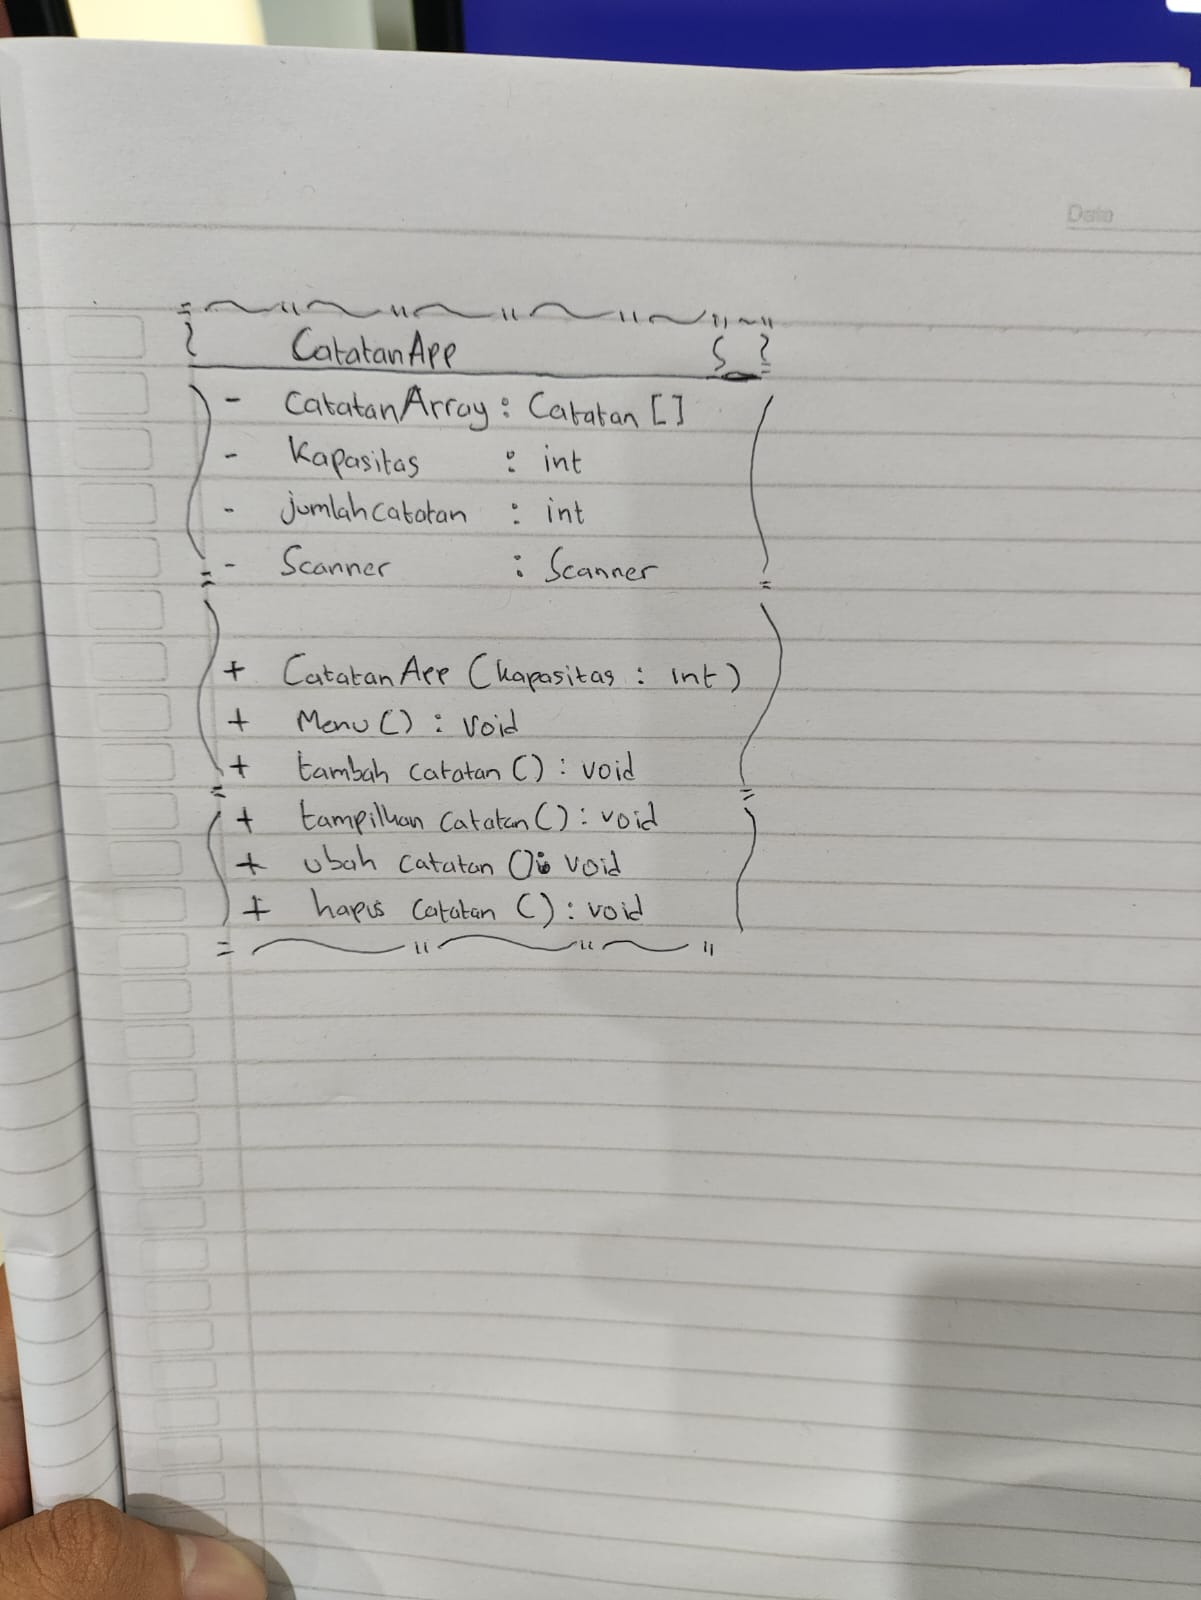 Date
CatatanApp
- CatatanArray : Catatan []
- Kapasitas : int
- jumlahcatatan : int
- Scanner : Scanner
+ CatatanApp (kapasitas : int)
+ Menu () : void
+ tambah catatan () : void
+ tampilkan catatan () : void
+ ubah catatan () : void
+ hapus catatan () : void